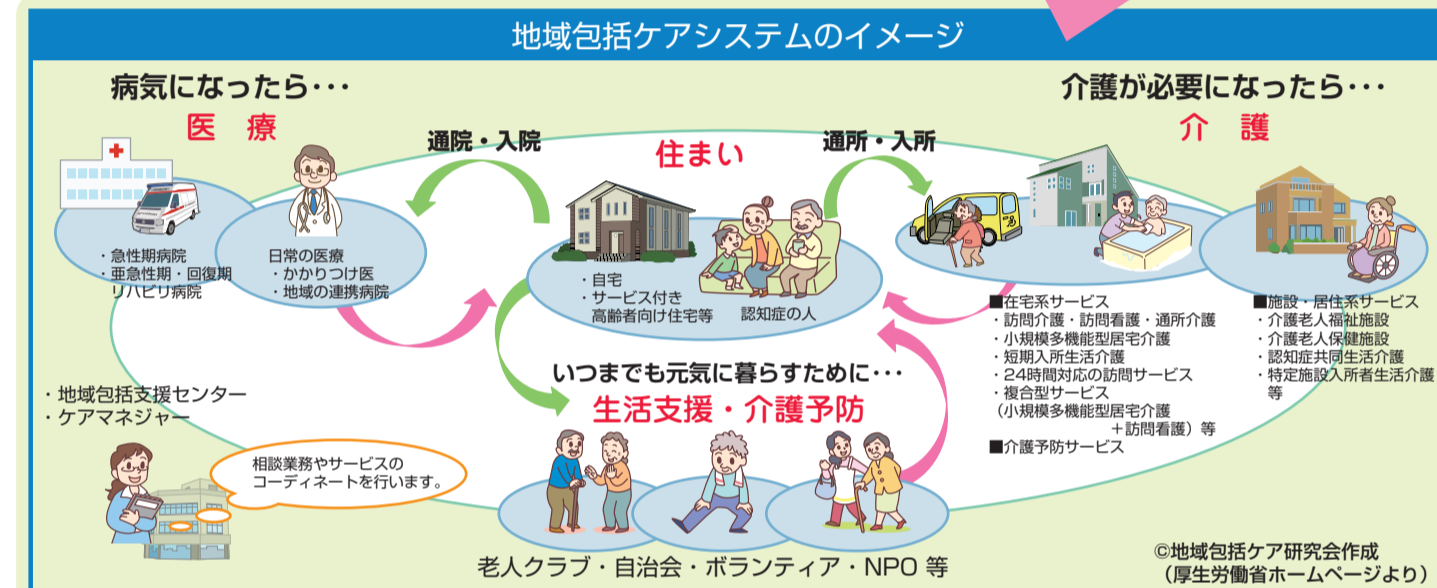 地域包括ケアシステムのイメージ
病気になったら･･･
医　療
通院・入院
住まい
通所・入所
介護が必要になったら･･･
介　護
・急性期病院
・亜急性期・回復期
リハビリ病院
日常の医療
・かかりつけ医
・地域の連携病院
・自宅
・サービス付き
高齢者向け住宅等
認知症の人
■在宅系サービス
・訪問介護・訪問看護・通所介護
・小規模多機能型居宅介護
・短期入所生活介護
・24時間対応の訪問サービス
・複合型サービス
（小規模多機能型居宅介護
＋訪問看護）等
■介護予防サービス
■施設・居住系サービス
・介護老人福祉施設
・介護老人保健施設
・認知症共同生活介護
・特定施設入所者生活介護
等
いつまでも元気に暮らすために･･･
生活支援・介護予防
・地域包括支援センター
・ケアマネジャー
相談業務やサービスの
コーディネートを行います。
老人クラブ・自治会・ボランティア・NPO 等
©地域包括ケア研究会作成
（厚生労働省ホームページより）